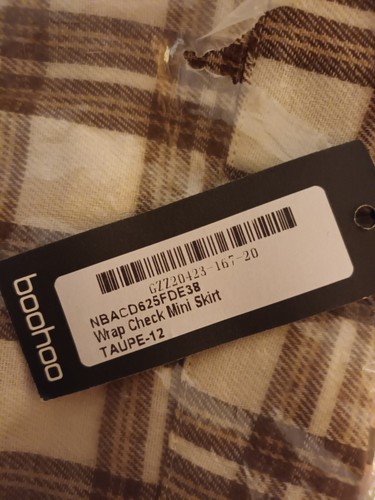 boohoo
GZZ20423-167-20
NBACD625FDE38
Wrap Check Mini Skirt
TAUPE-12